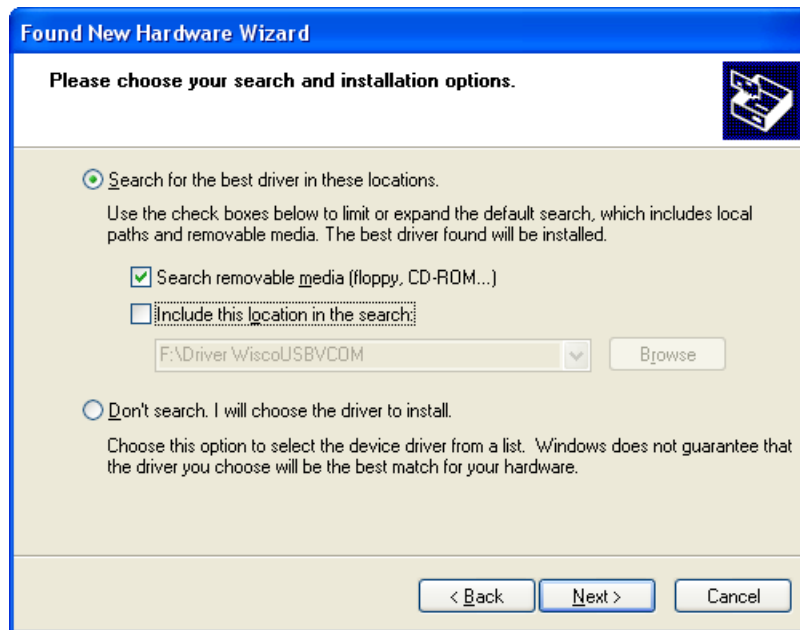 Found New Hardware Wizard
Please choose your search and installation options.
Search for the best driver in these locations.
Use the check boxes below to limit or expand the default search, which includes local
paths and removable media. The best driver found will be installed.
Search removable media (floppy, CD-ROM...)
Include this location in the search:
F:\Driver WiscoUSBVCOM
Browse
Don't search. I will choose the driver to install.
Choose this option to select the device driver from a list. Windows does not guarantee that
the driver you choose will be the best match for your hardware.
< Back
Next >
Cancel